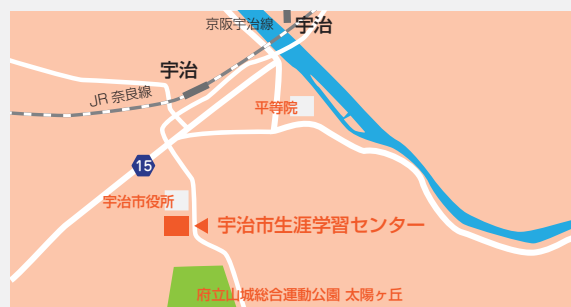 京阪宇治線
宇治
宇治
JR 奈良線
平等院
15
宇治市役所
宇治市生涯学習センター
府立山城総合運動公園 太陽ヶ丘